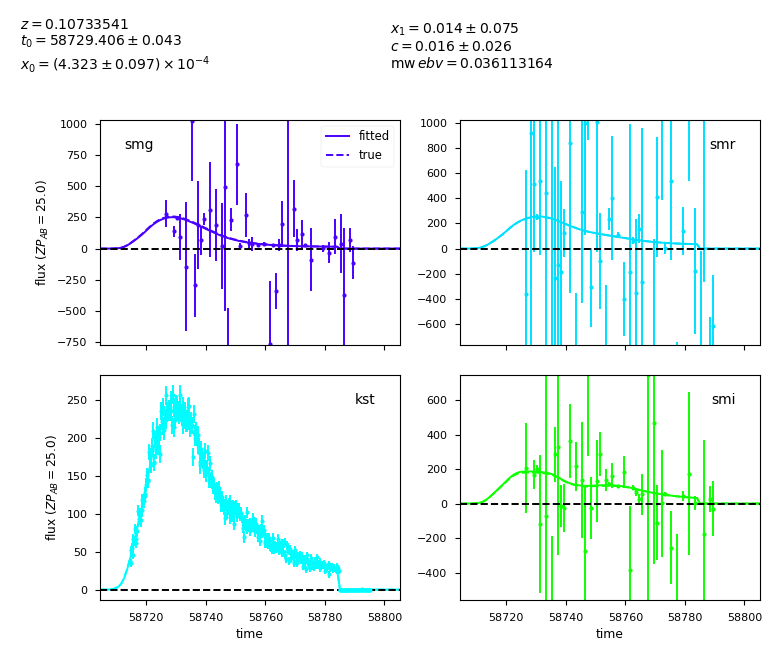 z = 0.10733541
t₀ = 58729.406 ± 0.043
x₀ = (4.323 ± 0.097) × 10⁻⁴
x₁ = 0.014 ± 0.075
c = 0.016 ± 0.026
mw ebv = 0.036113164
1000
750
500
250
0
−250
−500
−750
flux (ZP_AB = 25.0)
smg
fitted
true
1000
800
600
400
200
0
−200
−400
−600
smr
250
200
150
100
50
0
flux (ZP_AB = 25.0)
kst
58720
58740
58760
58780
58800
time
600
400
200
0
−200
−400
smi
58720
58740
58760
58780
58800
time